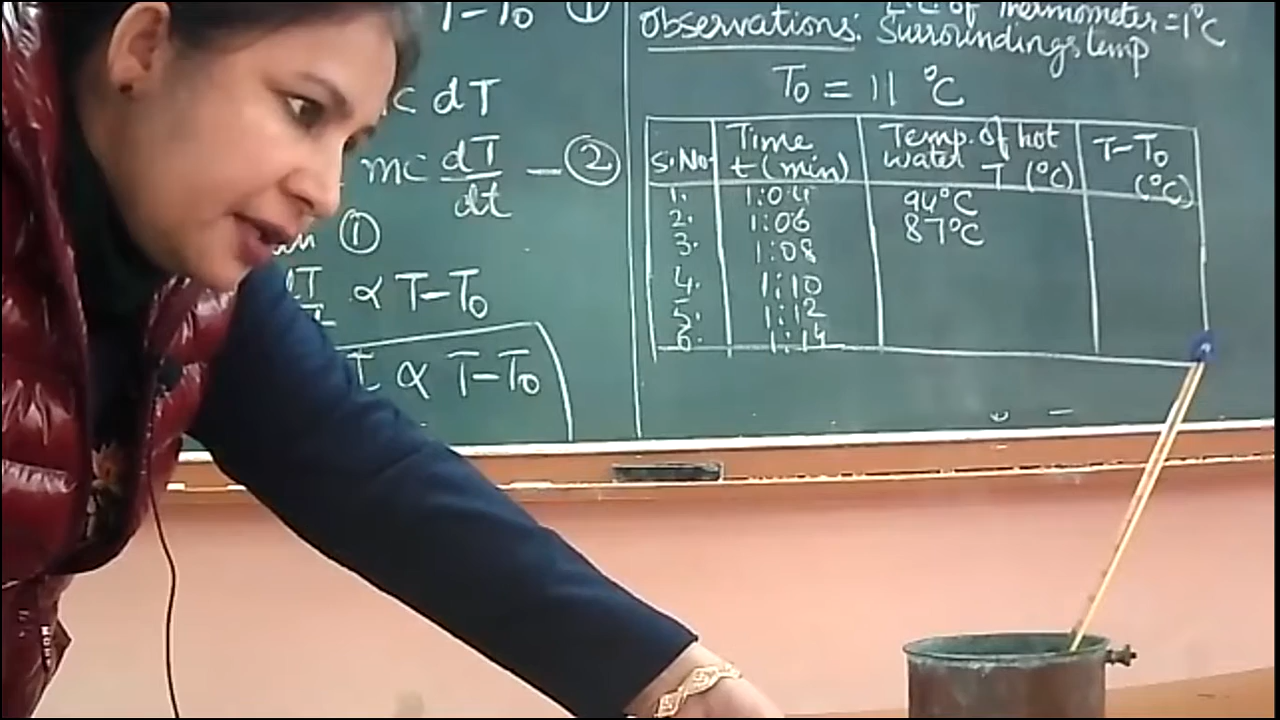 T-T₀ ①
c dT
mc dT/dt — ②
①
∝ T-T₀
∝ T-T₀
Observations: L.C. of Thermometer = 1°C
Surroundings temp
T₀ = 11 °C
S.No. Time t (min) Temp. of hot water T (°C) T-T₀ (°C)
1. 1:04 94°C
2. 1:06 87°C
3. 1:08
4. 1:10
5. 1:12
6. 1:14